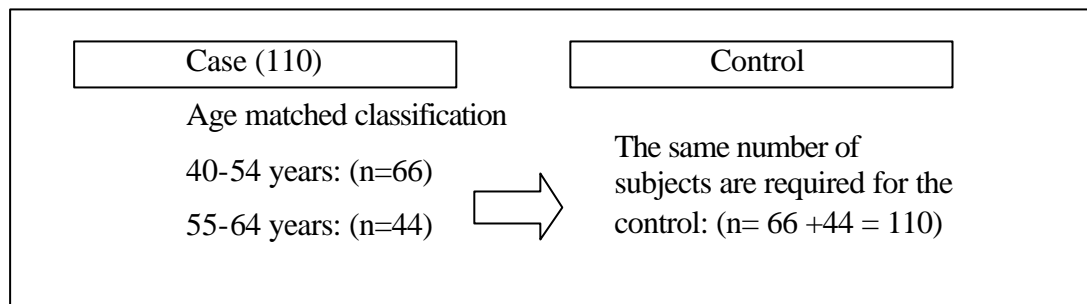 Case (110)
Age matched classification
40-54 years: (n=66)
55-64 years: (n=44)
Control
The same number of
subjects are required for the
control: (n= 66 +44 = 110)